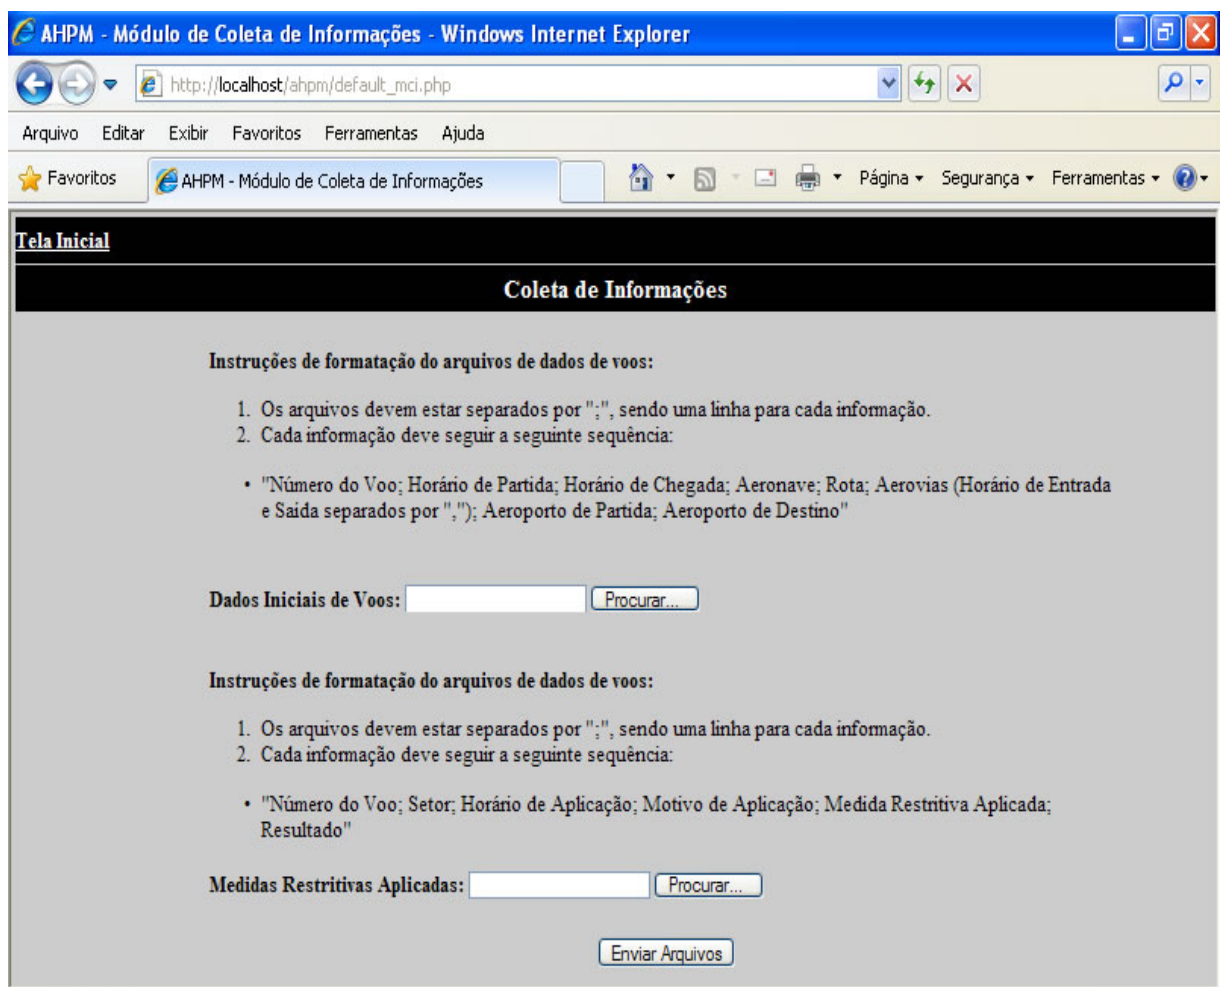 AHPM - Módulo de Coleta de Informações - Windows Internet Explorer
http://localhost/ahpm/default_mci.php
Arquivo Editar Exibir Favoritos Ferramentas Ajuda
Favoritos AHPM - Módulo de Coleta de Informações Página Segurança Ferramentas
Tela Inicial
Coleta de Informações
Instruções de formatação do arquivos de dados de voos:
1. Os arquivos devem estar separados por ";", sendo uma linha para cada informação.
2. Cada informação deve seguir a seguinte sequência:
• "Número do Voo; Horário de Partida; Horário de Chegada; Aeronave; Rota; Aerovias (Horário de Entrada
e Saida separados por ","); Aeroporto de Partida; Aeroporto de Destino"
Dados Iniciais de Voos: Procurar...
Instruções de formatação do arquivos de dados de voos:
1. Os arquivos devem estar separados por ";", sendo uma linha para cada informação.
2. Cada informação deve seguir a seguinte sequência:
• "Número do Voo; Setor; Horário de Aplicação; Motivo de Aplicação; Medida Restritiva Aplicada;
Resultado"
Medidas Restritivas Aplicadas: Procurar...
Enviar Arquivos